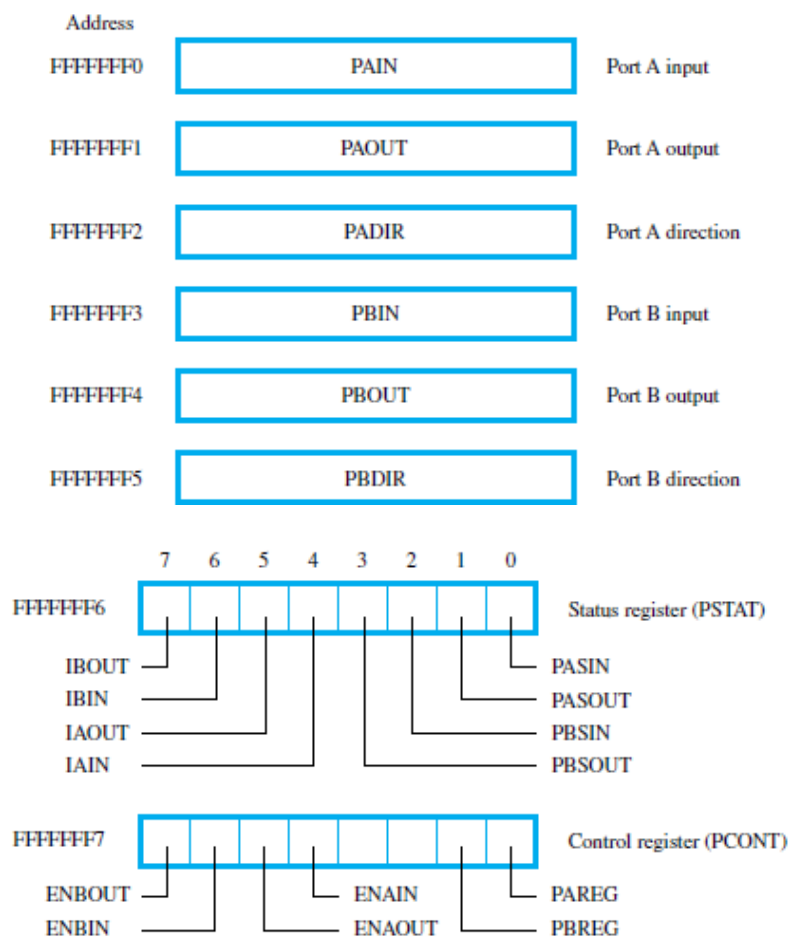 Address
FFFFFFF0 PAIN Port A input
FFFFFFF1 PAOUT Port A output
FFFFFFF2 PADIR Port A direction
FFFFFFF3 PBIN Port B input
FFFFFFF4 PBOUT Port B output
FFFFFFF5 PBDIR Port B direction
7 6 5 4 3 2 1 0
FFFFFFF6 Status register (PSTAT)
IBOUT PASIN
IBIN PASOUT
IAOUT PBSIN
IAIN PBSOUT
FFFFFFF7 Control register (PCONT)
ENBOUT ENAIN PAREG
ENBIN ENAOUT PBREG